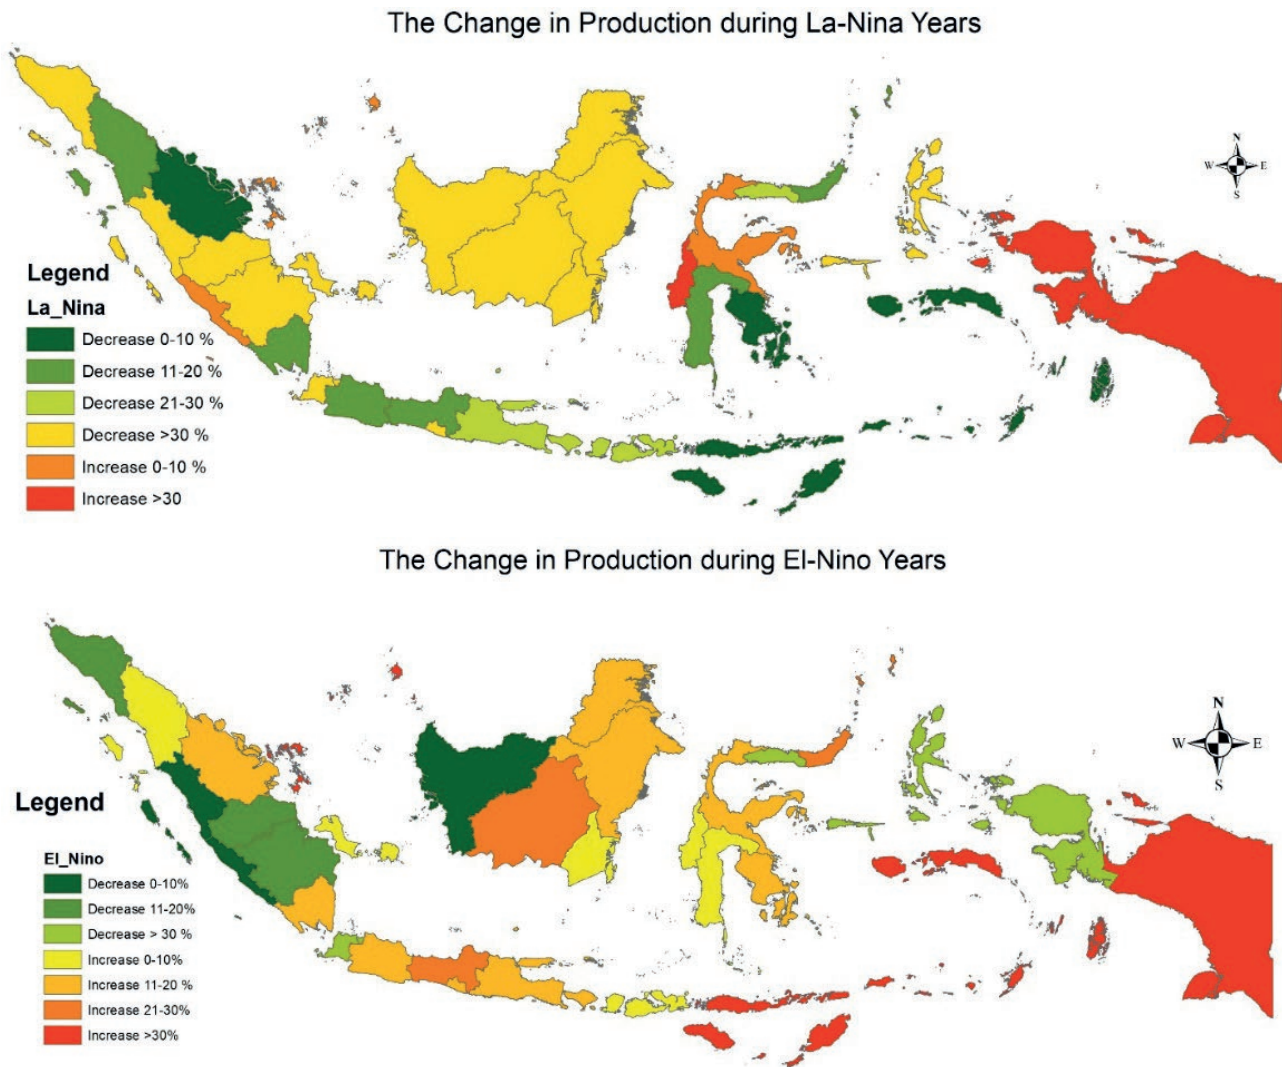 The Change in Production during La-Nina Years
N
W E
S
Legend
La_Nina
Decrease 0-10 %
Decrease 11-20 %
Decrease 21-30 %
Decrease >30 %
Increase 0-10 %
Increase >30
The Change in Production during El-Nino Years
N
W E
S
Legend
El_Nino
Decrease 0-10%
Decrease 11-20%
Decrease > 30 %
Increase 0-10%
Increase 11-20 %
Increase 21-30%
Increase >30%